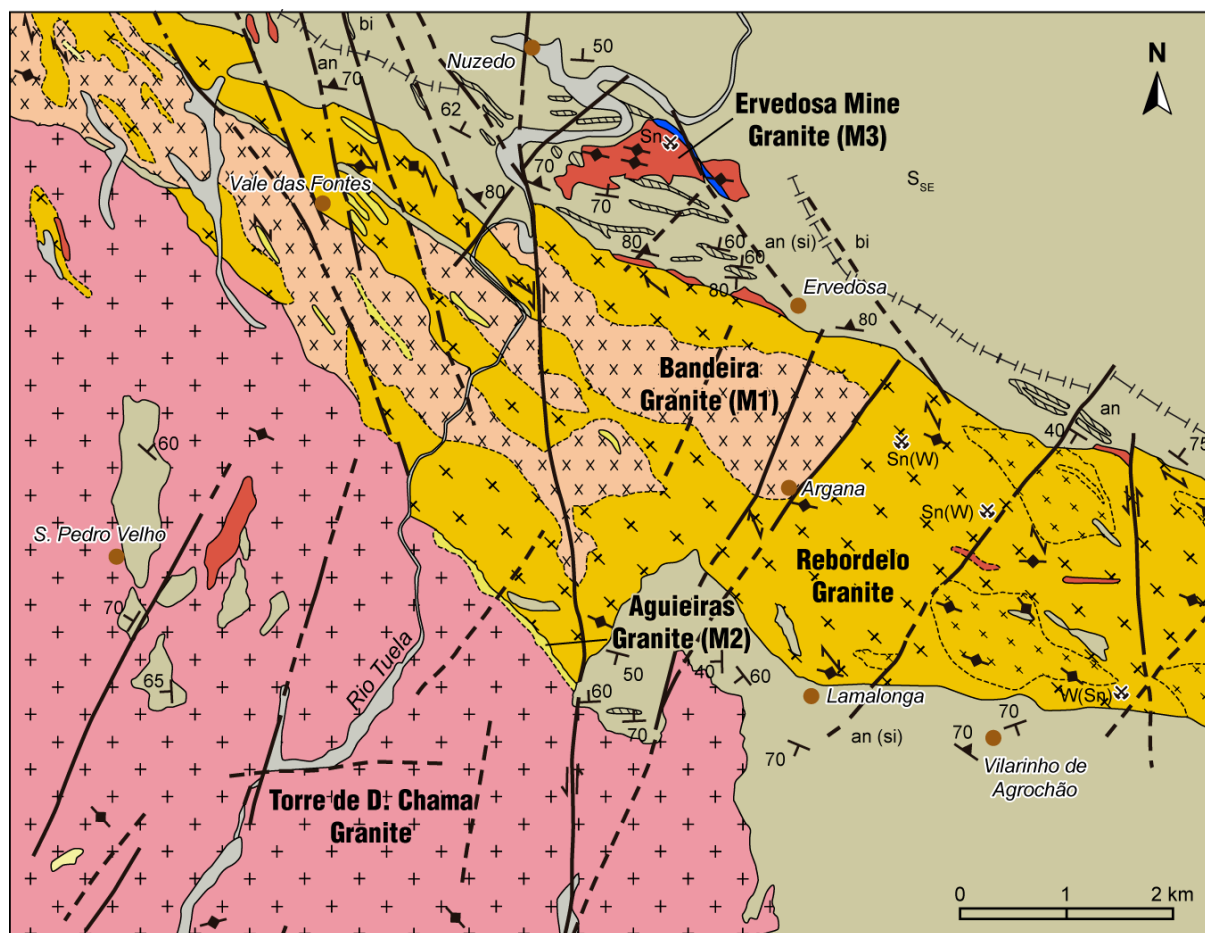 bi
50
Nuzedo
N
an
70
62
Ervedosa Mine
Granite (M3)
Sn
70
S SE
Vale das Fontes
80
70
60
an (si)
bi
80
60
80
Ervedosa
80
Bandeira
Granite (M1)
an
40
75
60
Sn(W)
Argana
Sn(W)
S. Pedro Velho
Rebordelo
Granite
70
Aguieiras
Granite (M2)
Rio Tuela
50
40
60
65
60
Lamalonga
W(Sn)
70
70
an (si)
70
70
Vilarinho de
Agrochão
Torre de D. Chama
Granite
0 1 2 km